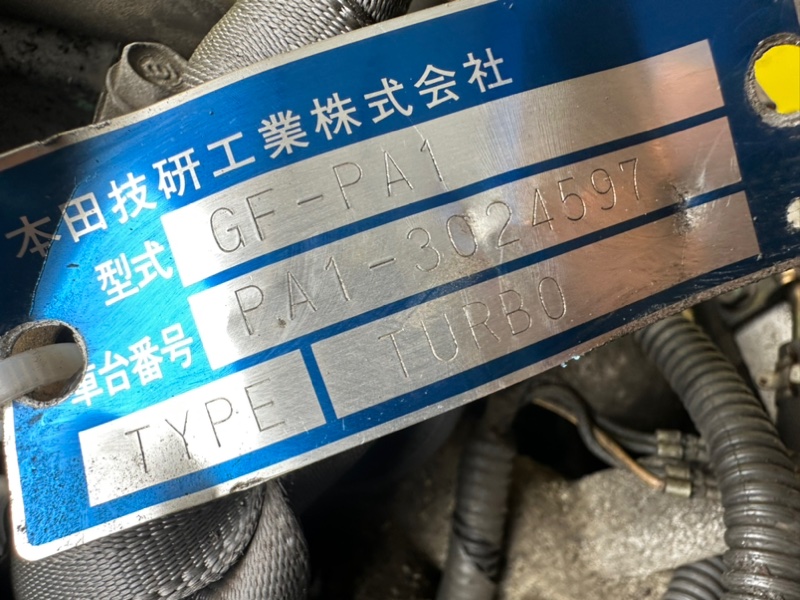 本田技研工業株式会社
型式 GF-PA1
車台番号 PA1-3024597
TYPE TURBO